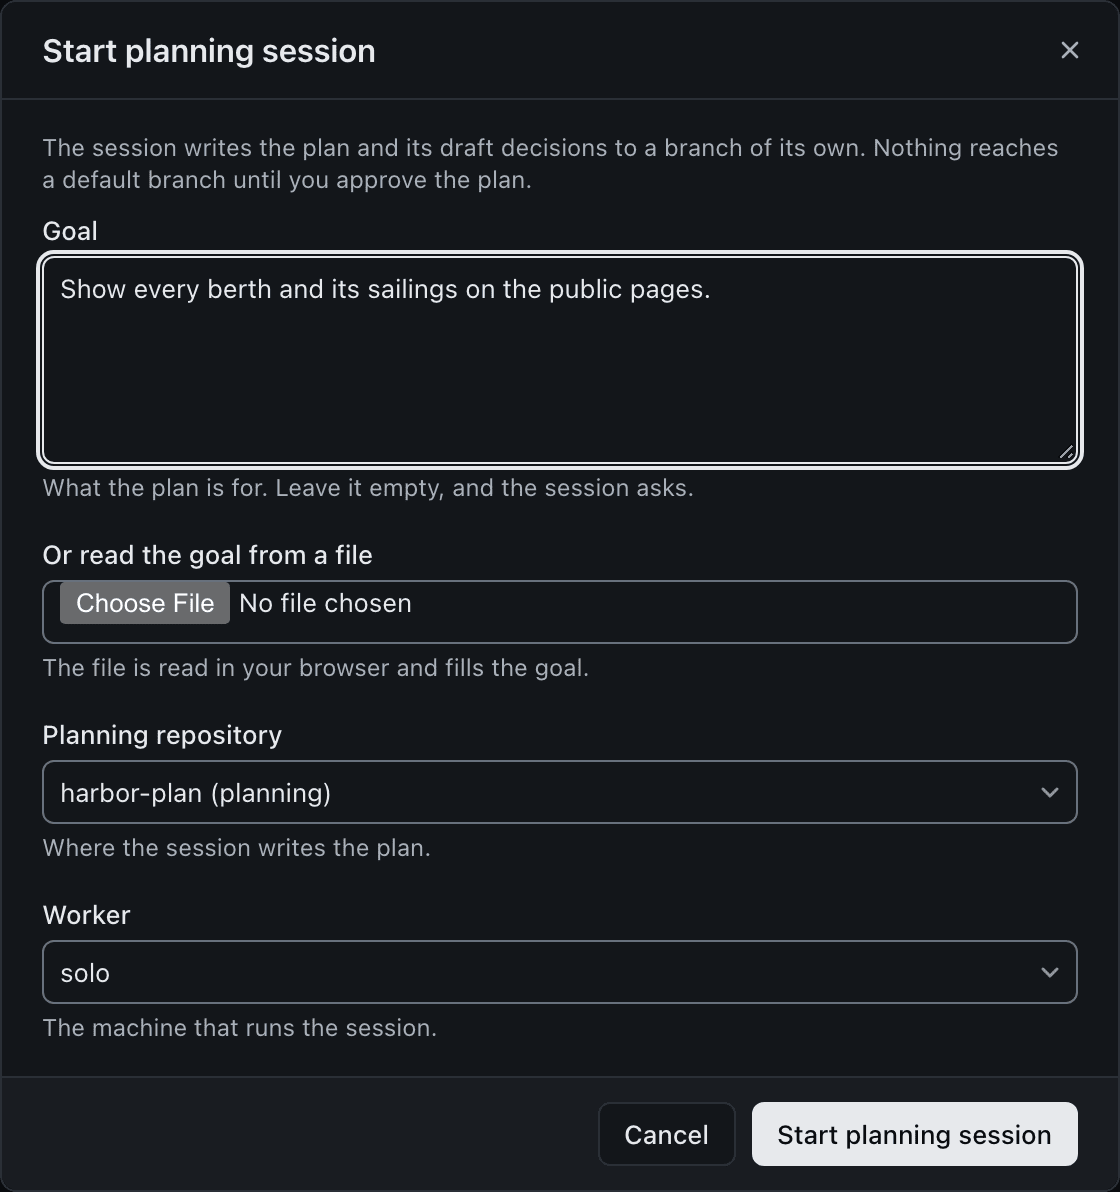 Start planning session
The session writes the plan and its draft decisions to a branch of its own. Nothing reaches
a default branch until you approve the plan.
Goal
Show every berth and its sailings on the public pages.
What the plan is for. Leave it empty, and the session asks.
Or read the goal from a file
Choose File No file chosen
The file is read in your browser and fills the goal.
Planning repository
harbor-plan (planning)
Where the session writes the plan.
Worker
solo
The machine that runs the session.
Cancel Start planning session